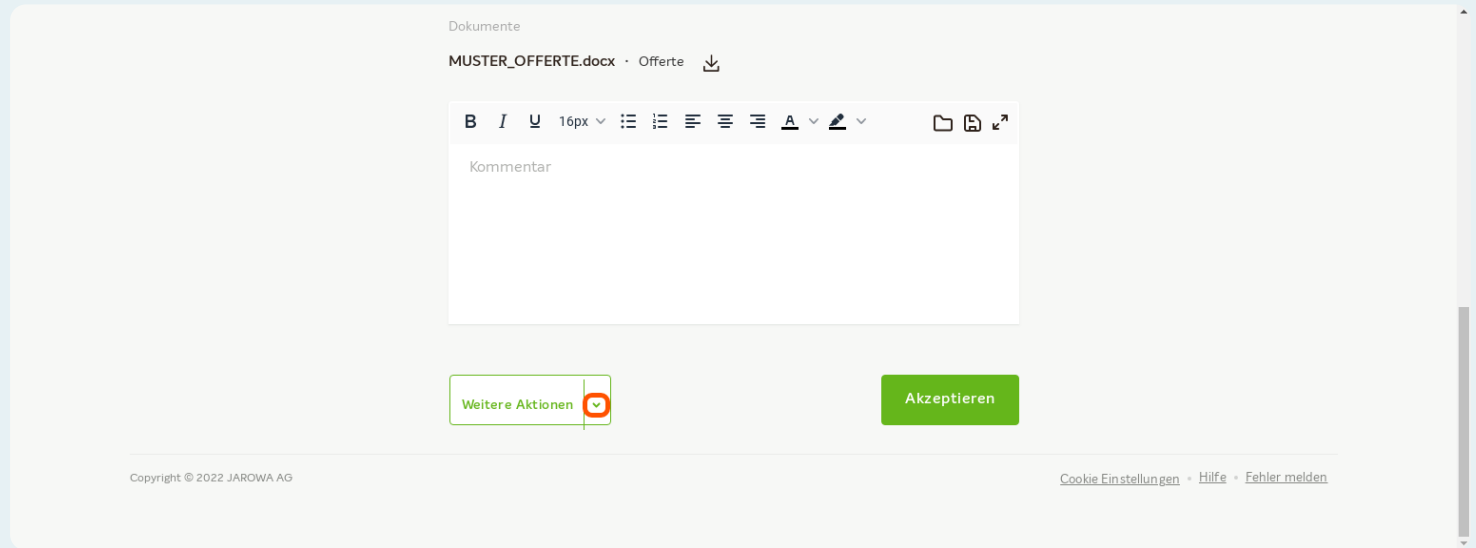 Dokumente
MUSTER_OFFERTE.docx · Offerte
B I U 16px A
Kommentar
Weitere Aktionen
Akzeptieren
Copyright © 2022 JAROWA AG
Cookie Einstellungen • Hilfe • Fehler melden